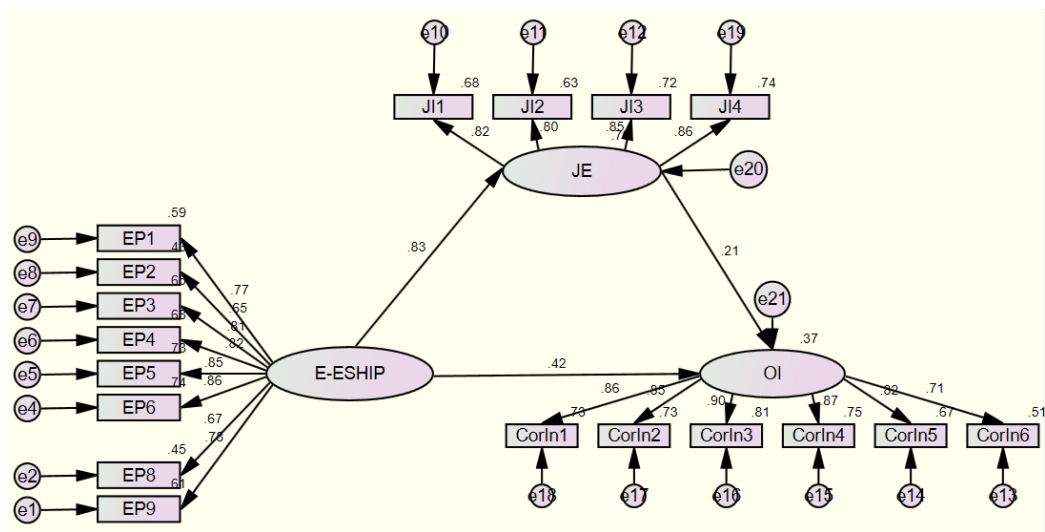 e10 e11 e12 e19
.68 .63 .72 .74
JI1 JI2 JI3 JI4
.82 .80 .85 .86
JE e20
.59
e9 EP1
.83
.21
e8 EP2
.77
e7 EP3
.65
.81
e21
e6 EP4
.82
.37
e5 EP5 .85
E-ESHIP .42 OI
.74
e4 EP6 .86
.86 .85 .90 .87 .82 .71
.67
.73 .73 .81 .75 .67 .51
.78
CorIn1 CorIn2 CorIn3 CorIn4 CorIn5 CorIn6
.45
e2 EP8
.61
e1 EP9
e18 e17 e16 e15 e14 e13